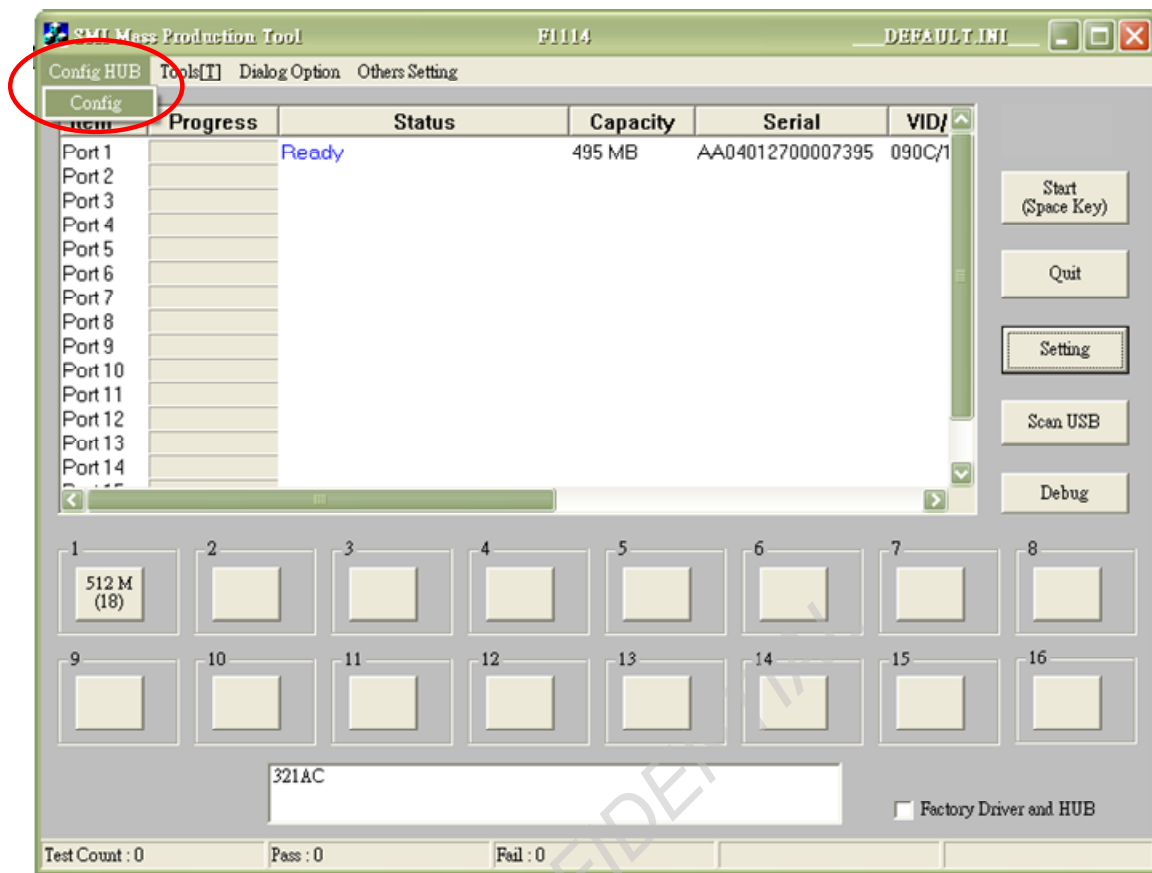 SMI Mass Production Tool F1114 __DEFAULT.INI__
Config HUB Tools[T] Dialog Option Others Setting
Config
Item Progress Status Capacity Serial VID/
Port 1 Ready 495 MB AA04012700007395 090C/1
Port 2
Port 3
Port 4
Port 5
Port 6
Port 7
Port 8
Port 9
Port 10
Port 11
Port 12
Port 13
Port 14
Start
(Space Key)
Quit
Setting
Scan USB
Debug
1 2 3 4 5 6 7 8
512 M
(18)
9 10 11 12 13 14 15 16
321AC
Factory Driver and HUB
Test Count : 0 Pass : 0 Fail : 0